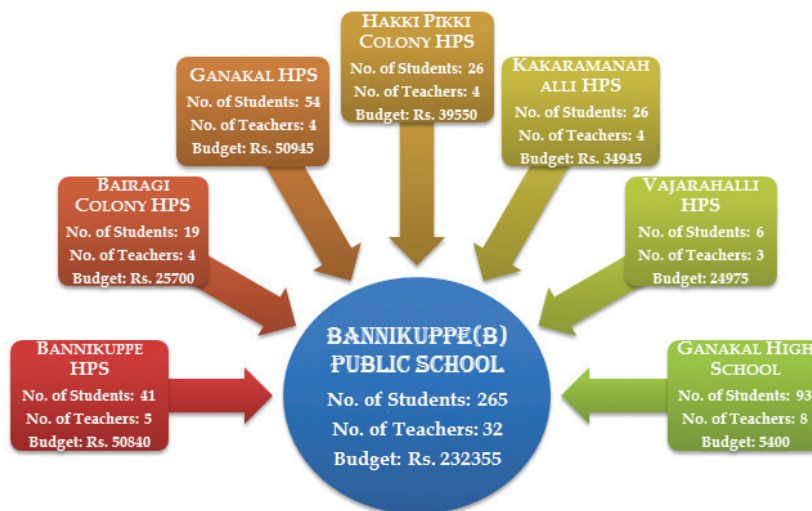 BANNIKUPPE
HPS
No. of Students: 41
No. of Teachers: 5
Budget: Rs. 50840
BAIRAGI
COLONY HPS
No. of Students: 19
No. of Teachers: 4
Budget: Rs. 25700
GANAKAL HPS
No. of Students: 54
No. of Teachers: 4
Budget: Rs. 50945
HAKKI PIKKI
COLONY HPS
No. of Students: 26
No. of Teachers: 4
Budget: Rs. 39550
KAKARAMANAH
ALLI HPS
No. of Students: 26
No. of Teachers: 4
Budget: Rs. 34945
VAJARAHALLI
HPS
No. of Students: 6
No. of Teachers: 3
Budget: 24975
GANAKAL HIGH
SCHOOL
No. of Students: 93
No. of Teachers: 8
Budget: 5400
BANNIKUPPE(B)
PUBLIC SCHOOL
No. of Students: 265
No. of Teachers: 32
Budget: Rs. 232355